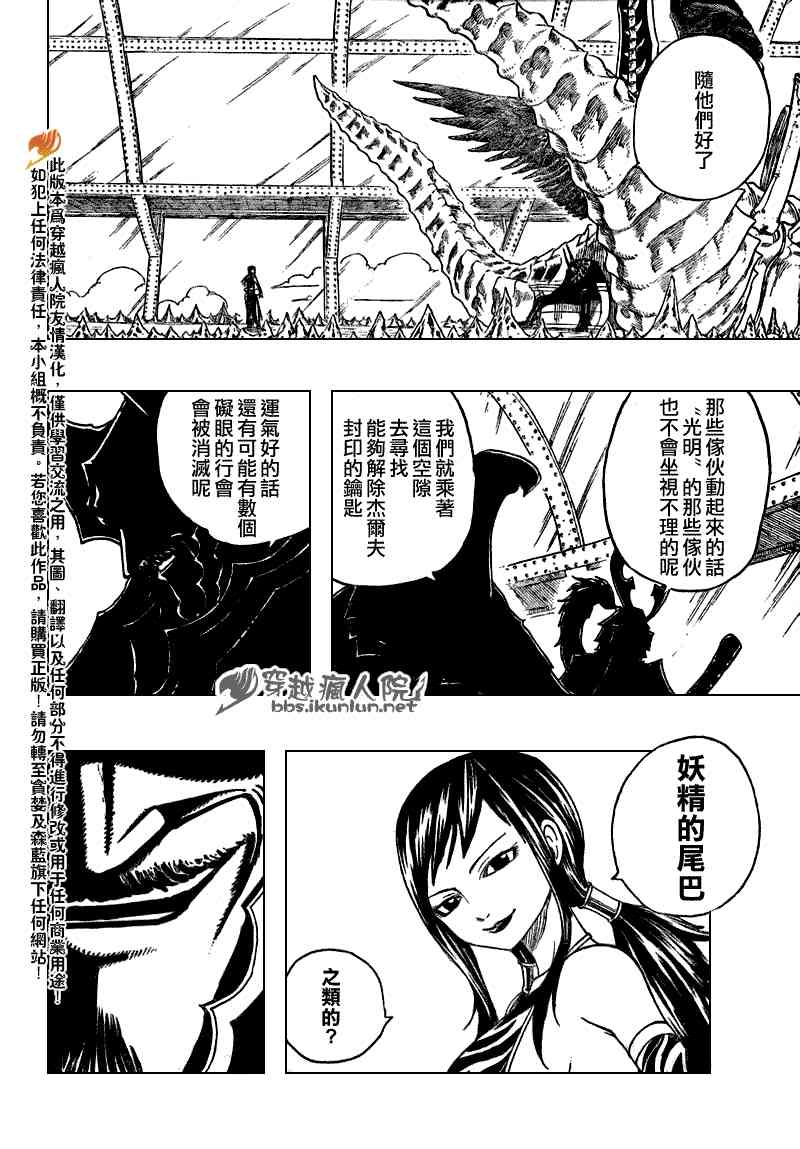 隨他們好了
那些傢伙動起來的話
〝光明〞的那些傢伙
也不會坐視不理的呢
我們就乘著
這個空隙
去尋找
能夠解除杰爾夫
封印的鑰匙
運氣好的話
還有可能有數個
礙眼的行會
會被消滅呢
妖精的尾巴
之類的？
穿越瘋人院
bbs.ikunlun.net
此版本爲穿越瘋人院友情漢化，僅供學習交流之用，其圖、翻譯以及任何部分不得進行修改或用于任何商業用途！
如犯上任何法律責任，本小組概不負責。若您喜歡此作品，請購買正版！請勿轉至貪婪及森藍旗下任何網站！